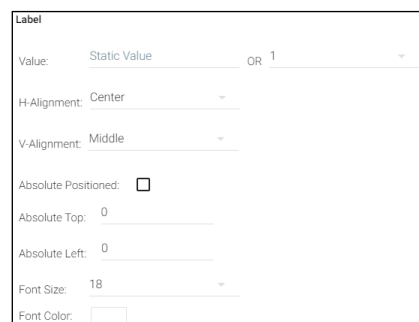 Label
Value: Static Value OR 1
H-Alignment: Center
V-Alignment: Middle
Absolute Positioned:
Absolute Top: 0
Absolute Left: 0
Font Size: 18
Font Color: